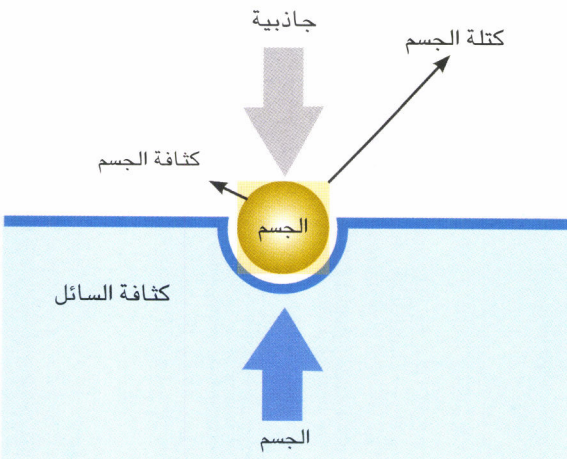 جاذبية
كتلة الجسم
كثافة الجسم
الجسم
كثافة السائل
الجسم